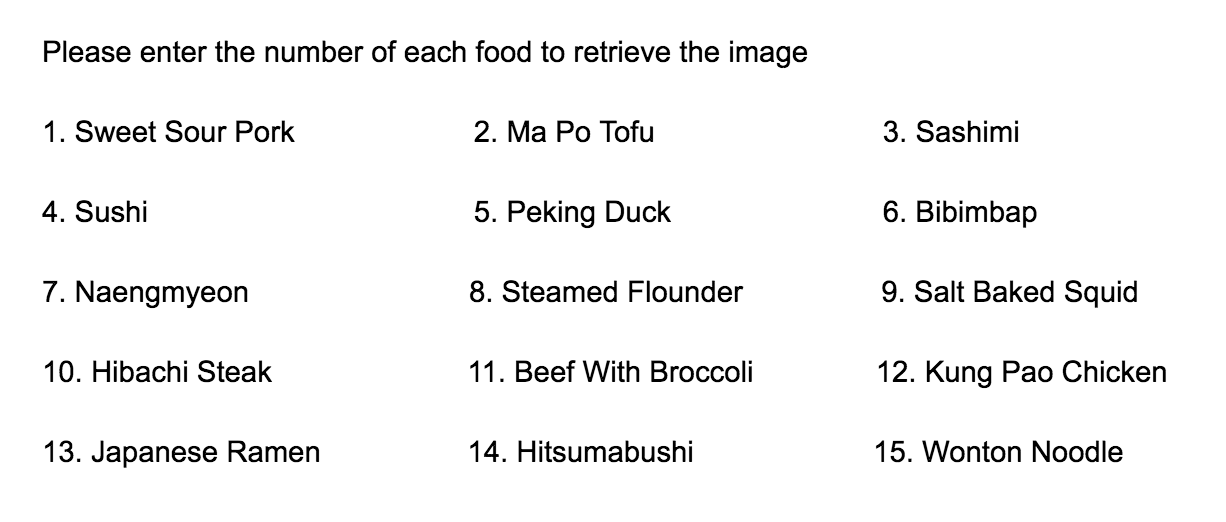 Please enter the number of each food to retrieve the image
1. Sweet Sour Pork 2. Ma Po Tofu 3. Sashimi
4. Sushi 5. Peking Duck 6. Bibimbap
7. Naengmyeon 8. Steamed Flounder 9. Salt Baked Squid
10. Hibachi Steak 11. Beef With Broccoli 12. Kung Pao Chicken
13. Japanese Ramen 14. Hitsumabushi 15. Wonton Noodle